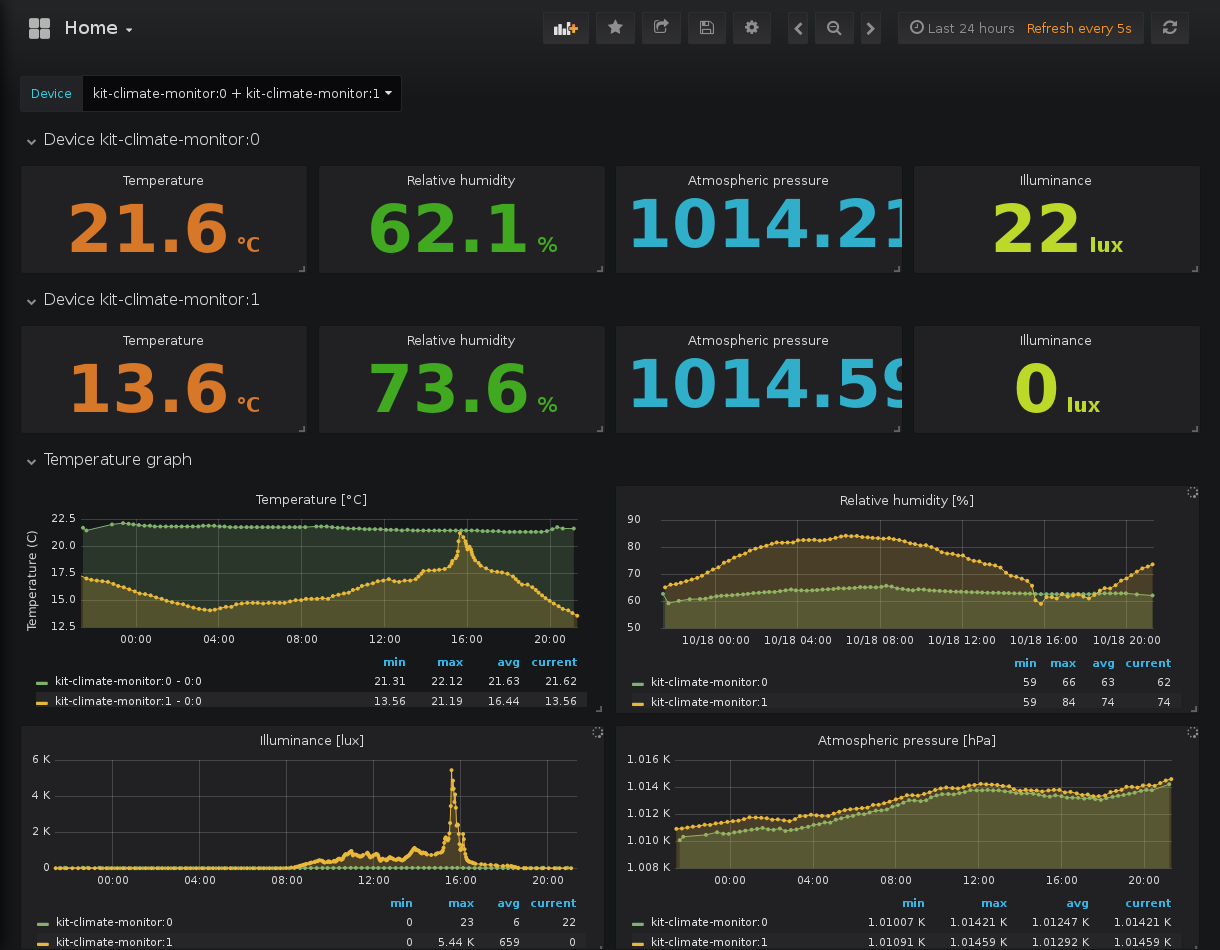 Home
Last 24 hours Refresh every 5s
Device kit-climate-monitor:0 + kit-climate-monitor:1
Device kit-climate-monitor:0
Temperature Relative humidity Atmospheric pressure Illuminance
21.6 °C 62.1 % 1014.21 22 lux
Device kit-climate-monitor:1
Temperature Relative humidity Atmospheric pressure Illuminance
13.6 °C 73.6 % 1014.59 0 lux
Temperature graph
Temperature [°C]
Temperature (C)
22.5
20.0
17.5
15.0
12.5
00:00 04:00 08:00 12:00 16:00 20:00
min max avg current
kit-climate-monitor:0 - 0:0 21.31 22.12 21.63 21.62
kit-climate-monitor:1 - 0:0 13.56 21.19 16.44 13.56
Relative humidity [%]
90
80
70
60
50
10/18 00:00 10/18 04:00 10/18 08:00 10/18 12:00 10/18 16:00 10/18 20:00
min max avg current
kit-climate-monitor:0 59 66 63 62
kit-climate-monitor:1 59 84 74 74
Illuminance [lux]
6 K
4 K
2 K
0
00:00 04:00 08:00 12:00 16:00 20:00
min max avg current
kit-climate-monitor:0 0 23 6 22
kit-climate-monitor:1 0 5.44 K 659 0
Atmospheric pressure [hPa]
1.016 K
1.014 K
1.012 K
1.010 K
1.008 K
00:00 04:00 08:00 12:00 16:00 20:00
min max avg current
kit-climate-monitor:0 1.01007 K 1.01421 K 1.01247 K 1.01421 K
kit-climate-monitor:1 1.01091 K 1.01459 K 1.01292 K 1.01459 K